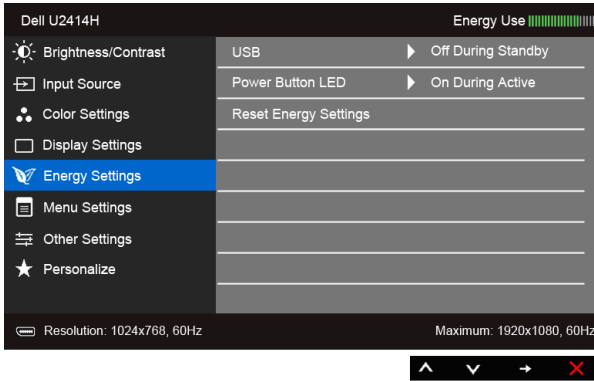 Dell U2414H Energy Use
Brightness/Contrast USB Off During Standby
Input Source Power Button LED On During Active
Color Settings Reset Energy Settings
Display Settings
Energy Settings
Menu Settings
Other Settings
Personalize
Resolution: 1024x768, 60Hz Maximum: 1920x1080, 60Hz